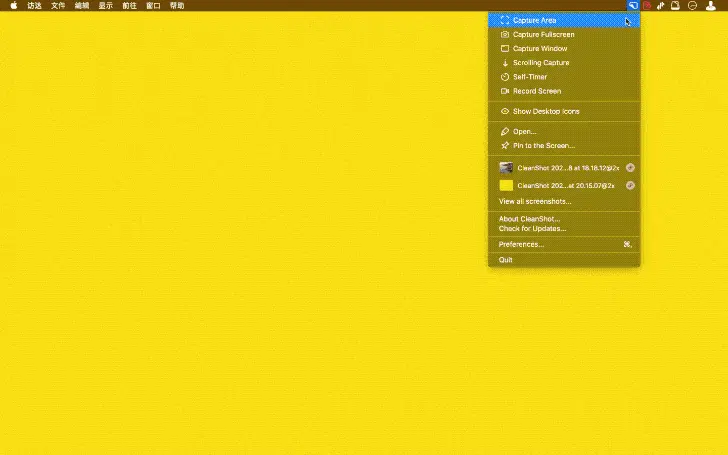 访达 文件 编辑 显示 前往 窗口 帮助
Capture Area
Capture Fullscreen
Capture Window
Scrolling Capture
Self-Timer
Record Screen
Show Desktop Icons
Open...
Pin to the Screen...
CleanShot 202...8 at 18.18.12@2x
CleanShot 202...at 20.15.07@2x
View all screenshots...
About CleanShot...
Check for Updates...
Preferences... ⌘,
Quit